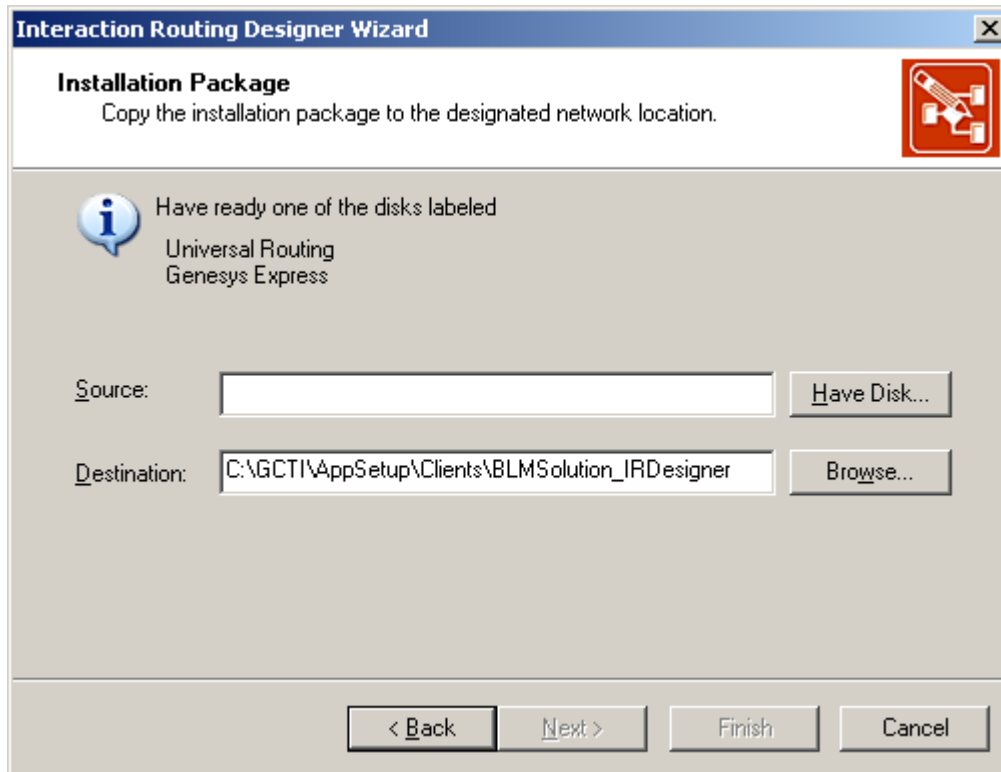 Interaction Routing Designer Wizard
Installation Package
Copy the installation package to the designated network location.
Have ready one of the disks labeled
Universal Routing
Genesys Express
Source:
Have Disk...
Destination:
C:\GCTI\AppSetup\Clients\BLMSolution_IRDesigner
Browse...
< Back
Next >
Finish
Cancel